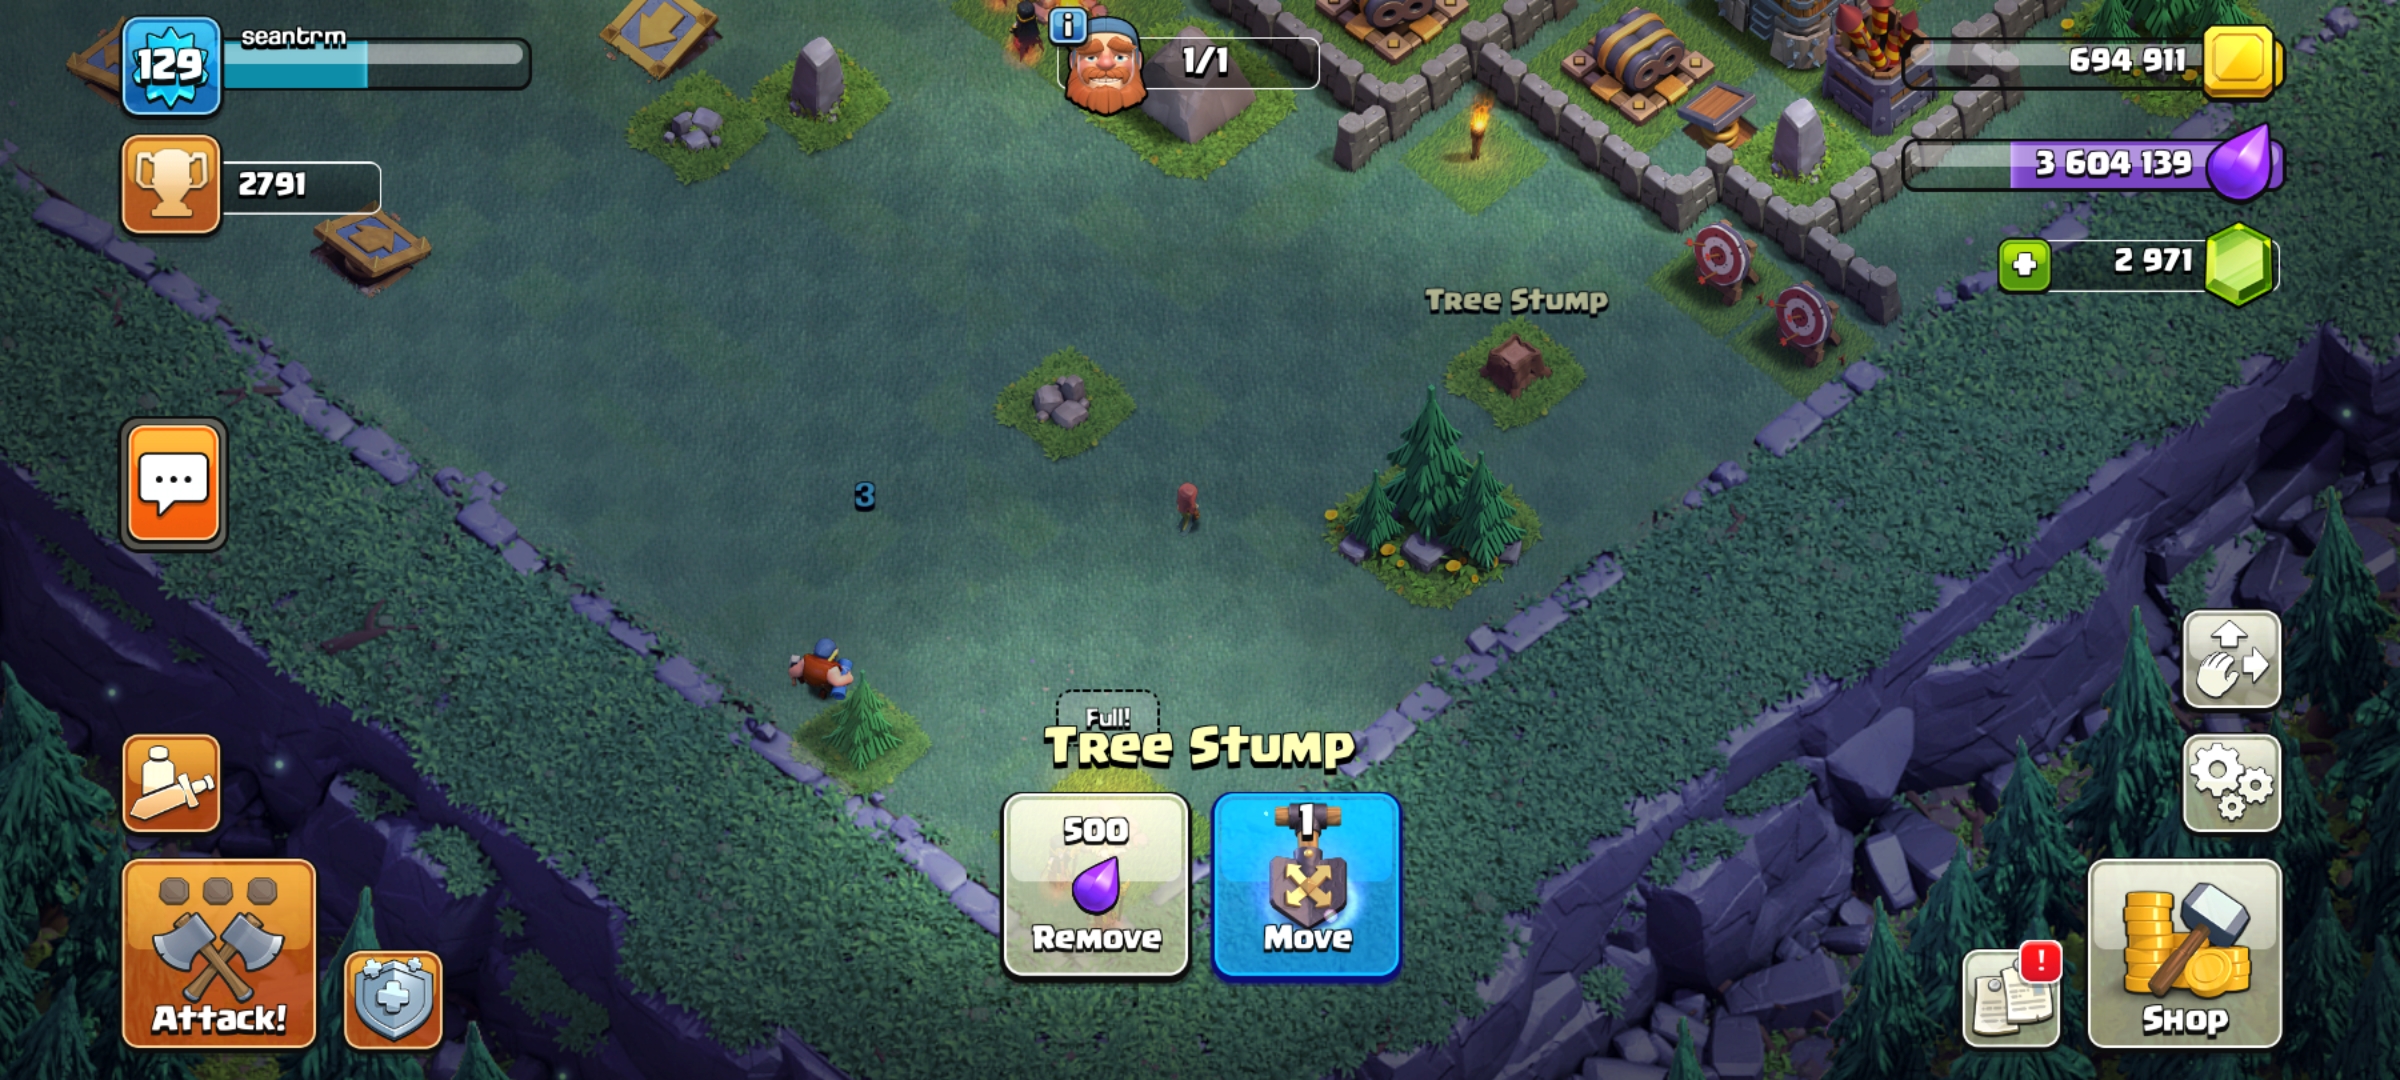 129
seantrm
1/1
694 911
2791
3 604 139
2 971
Tree Stump
3
Full!
Tree Stump
500
Remove
1
Move
Attack!
!
Shop